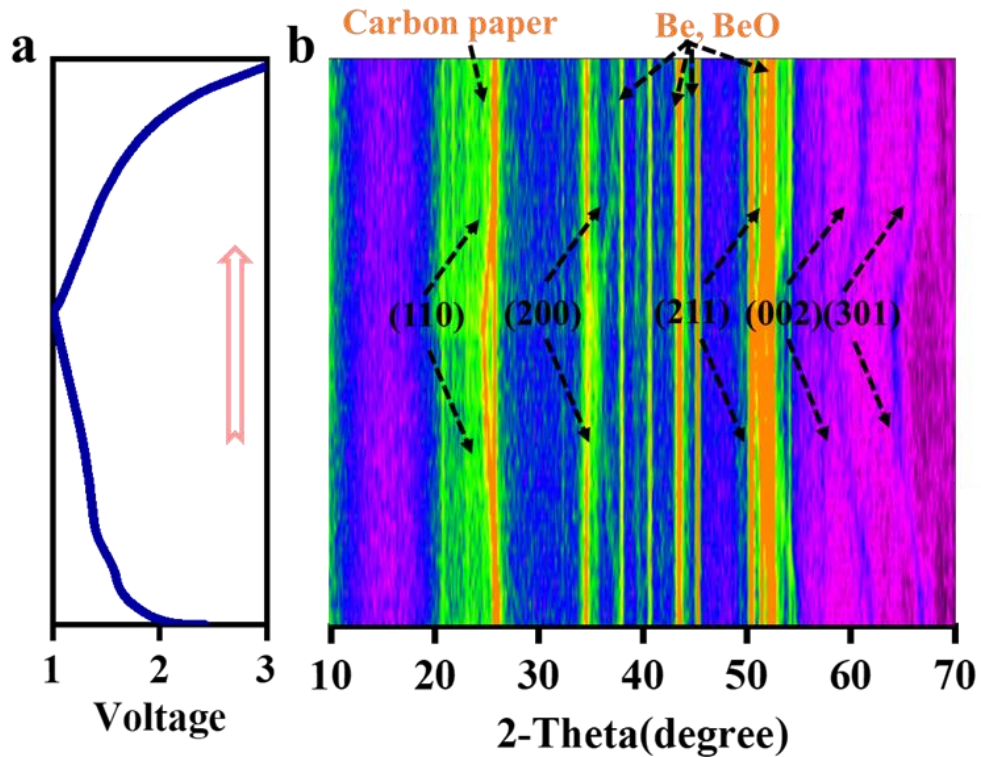 a
b
Carbon paper
Be, BeO
(110)
(200)
(211)
(002)
(301)
1
2
3
10
20
30
40
50
60
70
Voltage
2-Theta(degree)